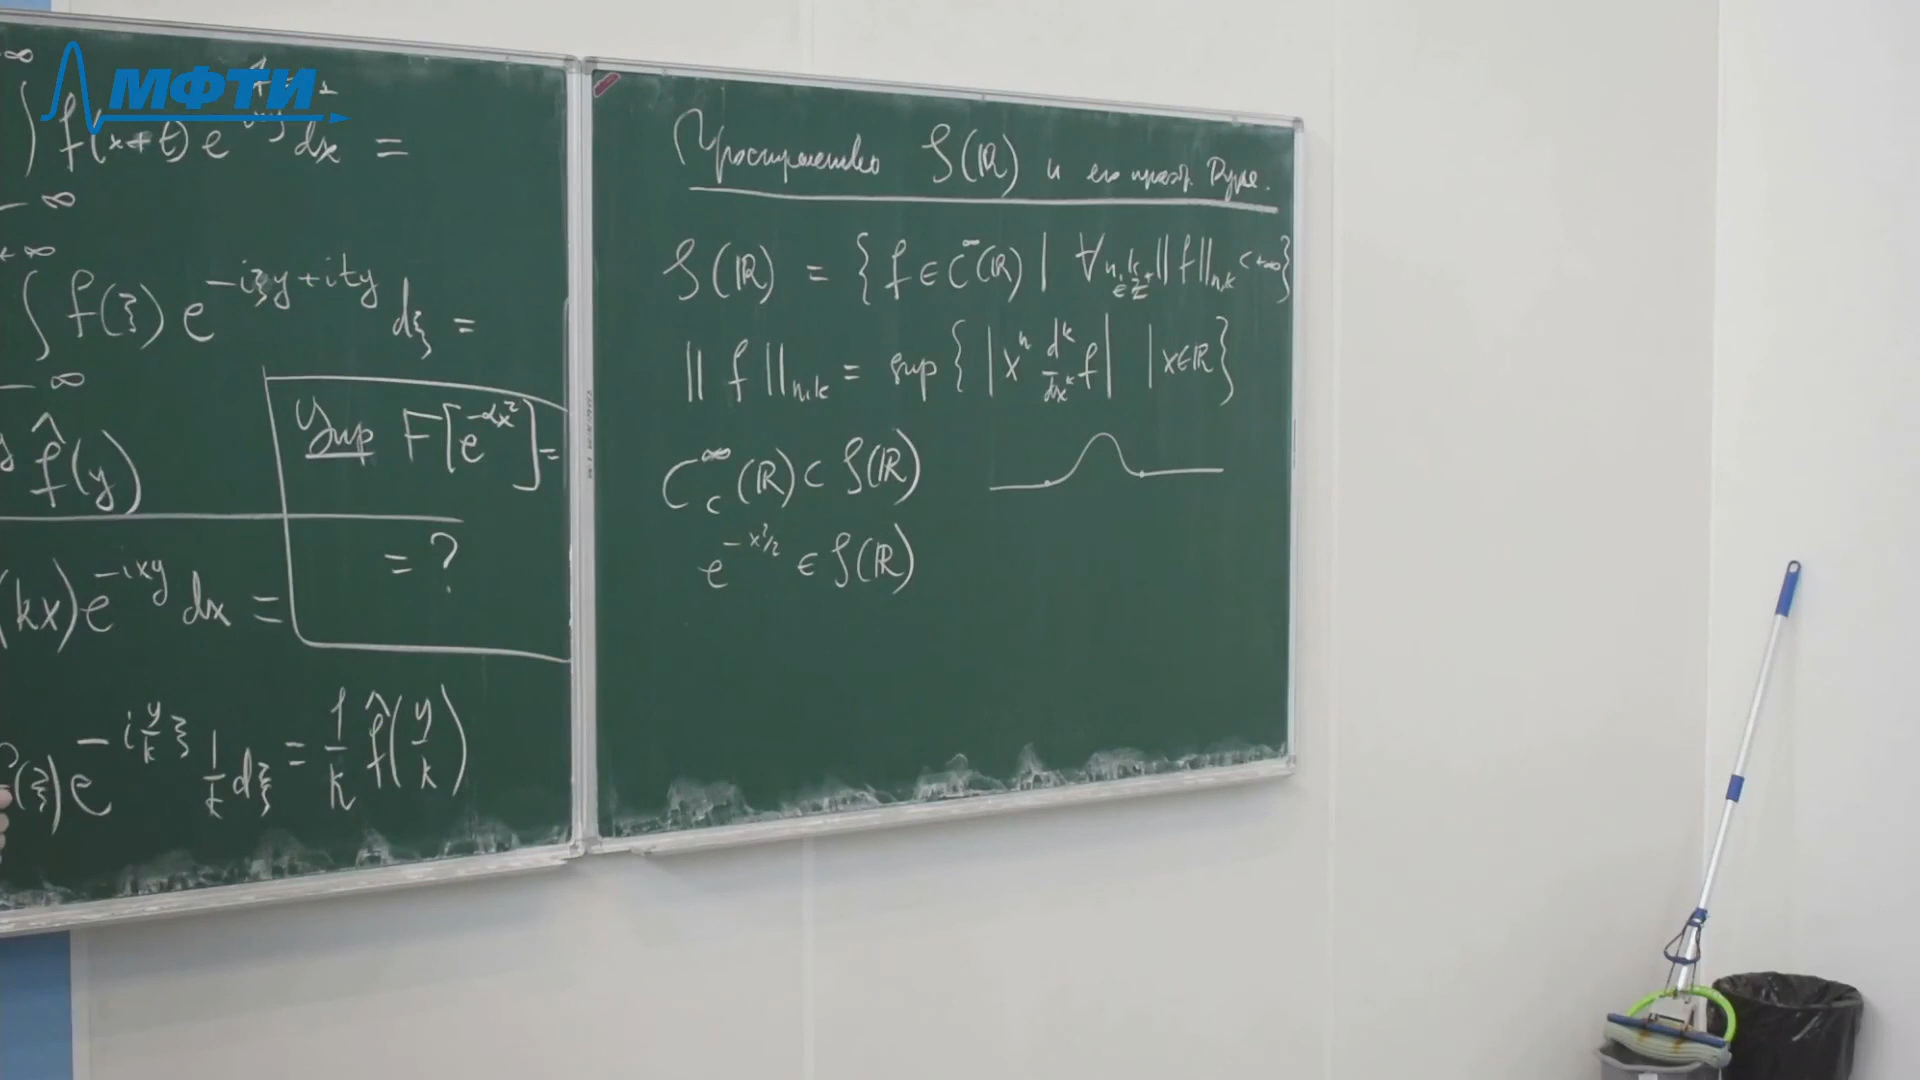 МФТИ
+∞
∫ f(x+t) e dx =
-∞
+∞
∫ f(ξ) e^{-iξy+ity} dξ =
-∞
f̂(y)
Упр F[e^{-αx²}] =
= ?
(kx) e^{-ixy} dx =
(ξ) e^{-i y/k ξ} 1/k dξ = 1/k f̂(y/k)
Пространство S(ℝ) и его преобр. Фурье.
S(ℝ) = { f ∈ C^∞(ℝ) | ∀ n,k ∈ ℤ⁺ ||f||_{n,k} < +∞ }
||f||_{n,k} = sup { | xⁿ d^k/dx^k f | | x∈ℝ }
C_c^∞(ℝ) ⊂ S(ℝ)
e^{-x²/2} ∈ S(ℝ)